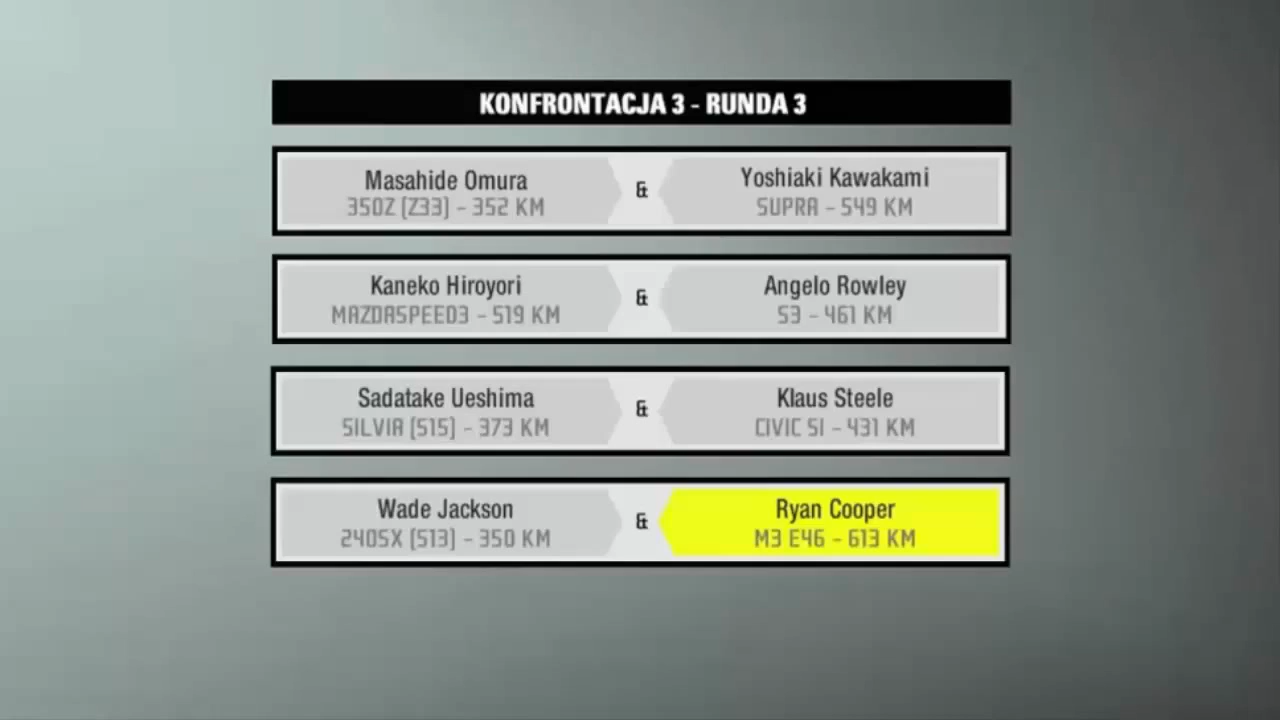 KONFRONTACJA 3 - RUNDA 3
Masahide Omura
350Z (Z33) - 352 KM
&
Yoshiaki Kawakami
SUPRA - 549 KM
Kaneko Hiroyori
MAZDASPEED3 - 519 KM
&
Angelo Rowley
S3 - 461 KM
Sadatake Ueshima
SILVIA (S15) - 373 KM
&
Klaus Steele
CIVIC SI - 431 KM
Wade Jackson
240SX (S13) - 350 KM
&
Ryan Cooper
M3 E46 - 613 KM